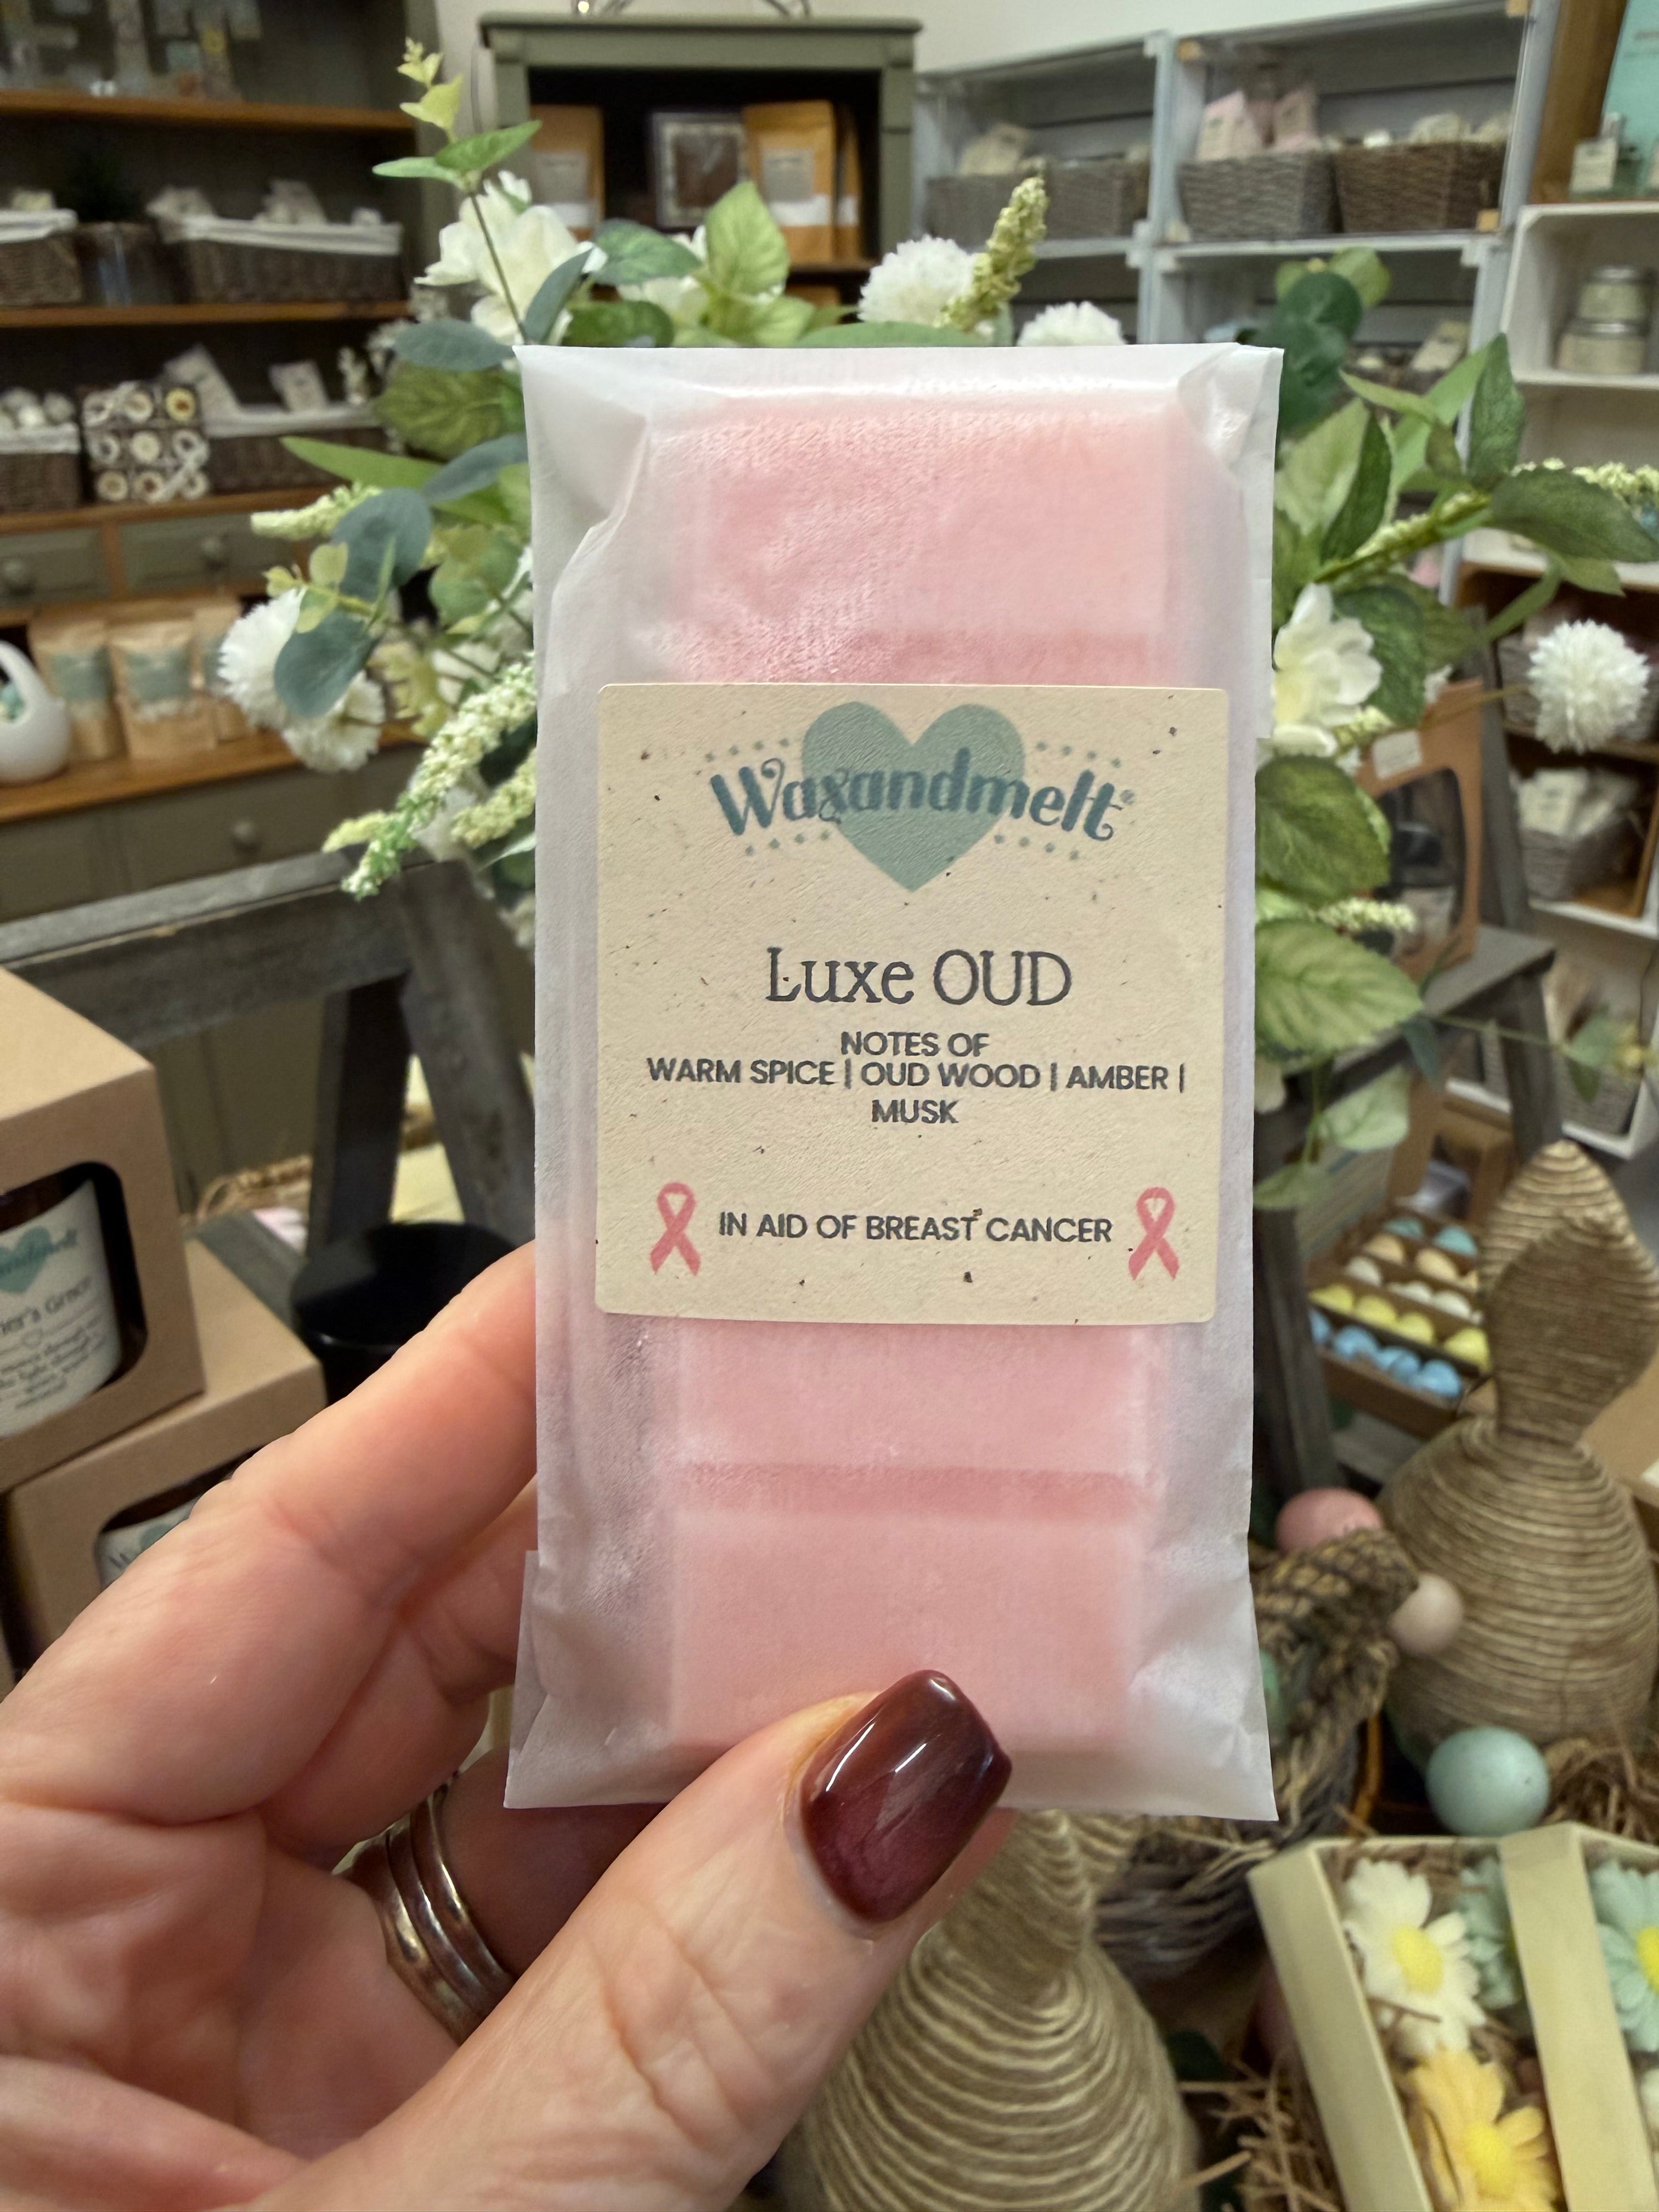 Waxandmelt®
Luxe OUD
NOTES OF
WARM SPICE | OUD WOOD | AMBER |
MUSK
IN AID OF BREAST CANCER